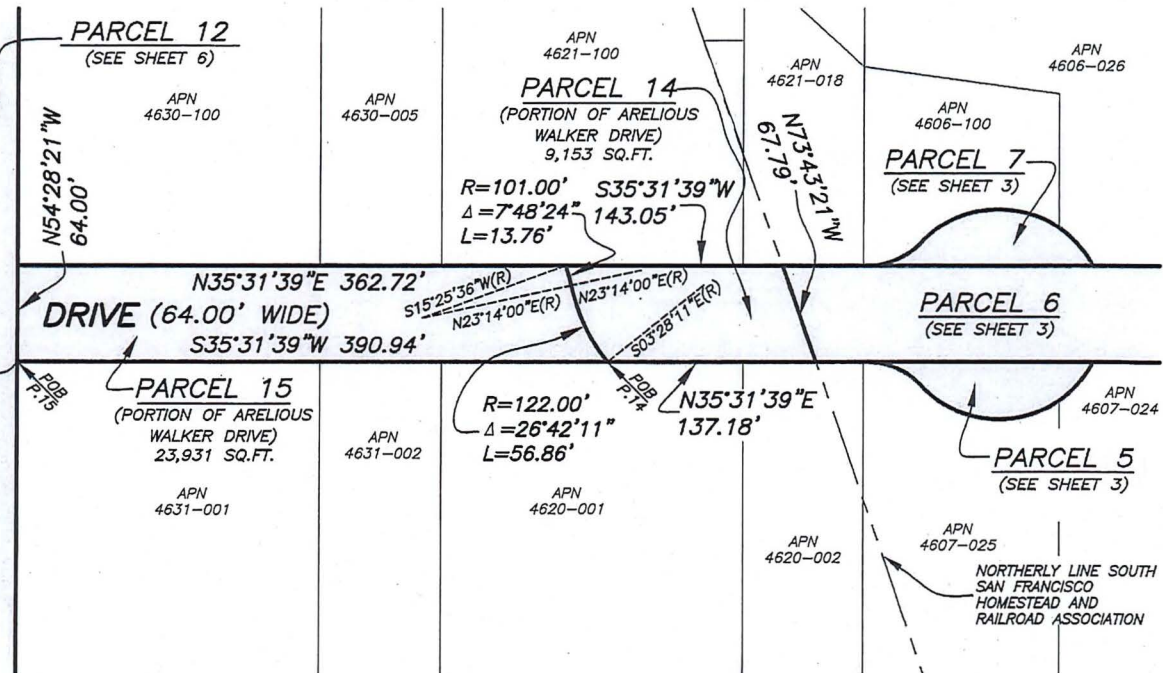 PARCEL 12
(SEE SHEET 6)
N54°28'21"W
64.00'
APN
4630-100
APN
4630-005
APN
4621-100
PARCEL 14
(PORTION OF ARELIOUS
WALKER DRIVE)
9,153 SQ.FT.
APN
4621-018
N73°43'21"W
67.79'
APN
4606-026
APN
4606-100
PARCEL 7
(SEE SHEET 3)
R=101.00'
Δ=7°48'24"
L=13.76'
S35°31'39"W
143.05'
N35°31'39"E 362.72'
DRIVE (64.00' WIDE)
S35°31'39"W 390.94'
S15°25'36"W(R)
N23°14'00"E(R)
N23°14'00"E(R)
S03°28'11"E(R)
PARCEL 6
(SEE SHEET 3)
POB
P.15
PARCEL 15
(PORTION OF ARELIOUS
WALKER DRIVE)
23,931 SQ.FT.
APN
4631-001
APN
4631-002
R=122.00'
Δ=26°42'11"
L=56.86'
POB
P.14
N35°31'39"E
137.18'
APN
4620-001
APN
4620-002
APN
4607-024
PARCEL 5
(SEE SHEET 3)
APN
4607-025
NORTHERLY LINE SOUTH
SAN FRANCISCO
HOMESTEAD AND
RAILROAD ASSOCIATION